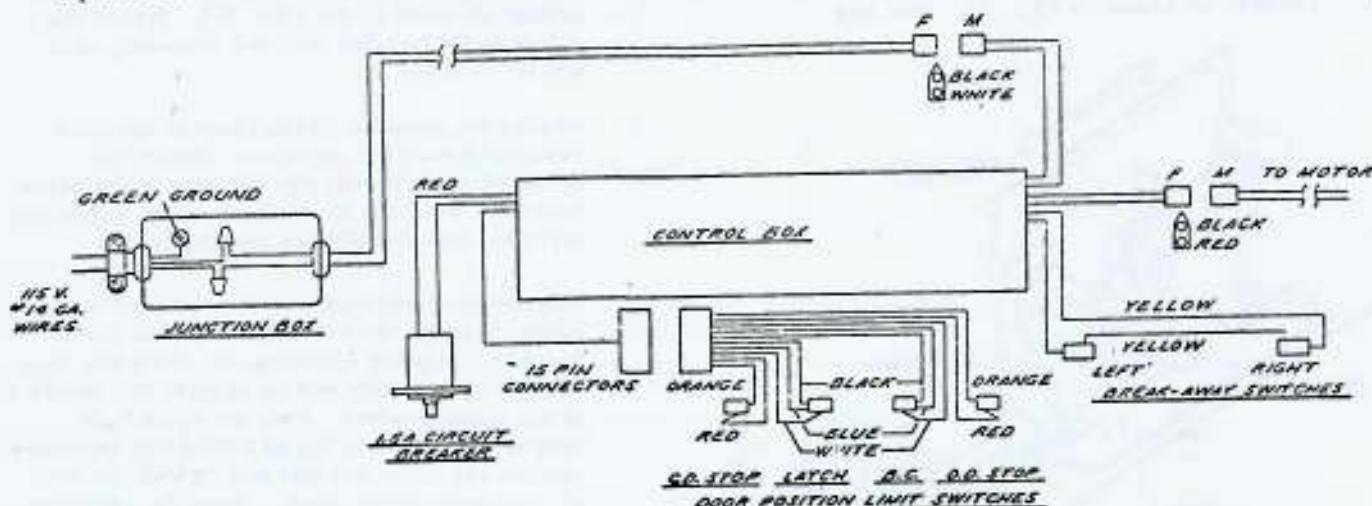 F M
BLACK
WHITE
GREEN GROUND
RED
F M TO MOTOR
BLACK
RED
CONTROL BOX
115 V.
#14 GA.
WIRES
JUNCTION BOX
YELLOW
YELLOW
LEFT RIGHT
BREAK-AWAY SWITCHES
15 PIN
CONNECTORS
ORANGE BLACK ORANGE
RED BLUE RED
WHITE
CIRCUIT
BREAKER
C.D. STOP LATCH B.C. O.D. STOP
DOOR POSITION LIMIT SWITCHES